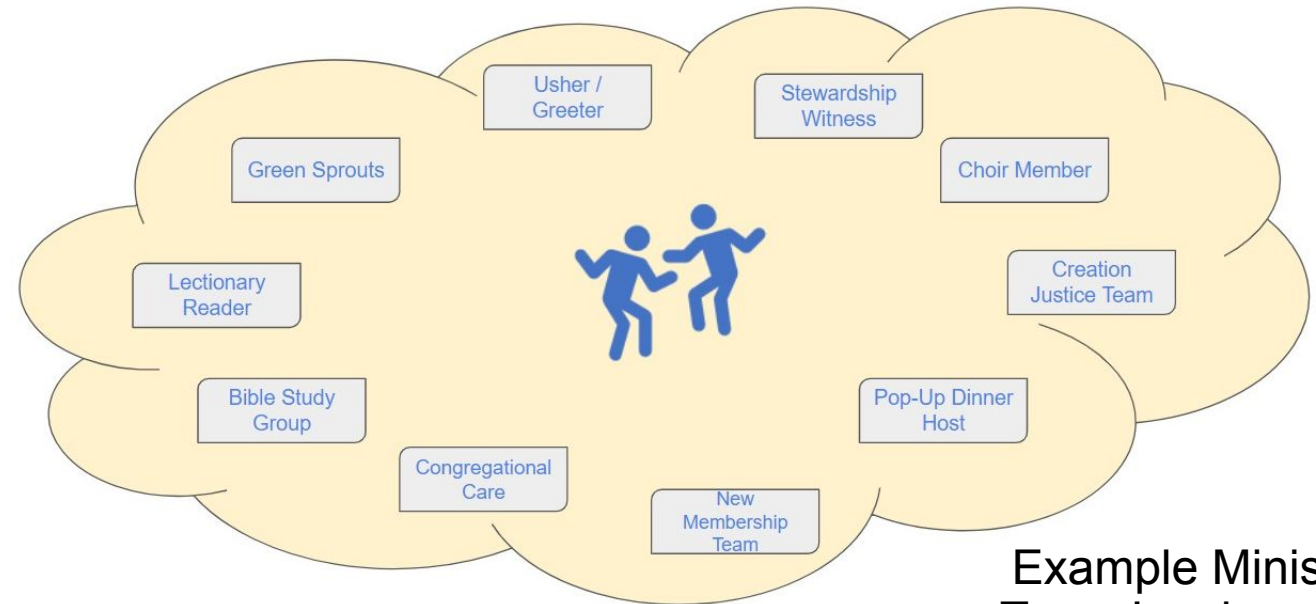 Usher /
Greeter
Stewardship
Witness
Green Sprouts
Choir Member
Lectionary
Reader
Creation
Justice Team
Bible Study
Group
Pop-Up Dinner
Host
Congregational
Care
New
Membership
Team
Example